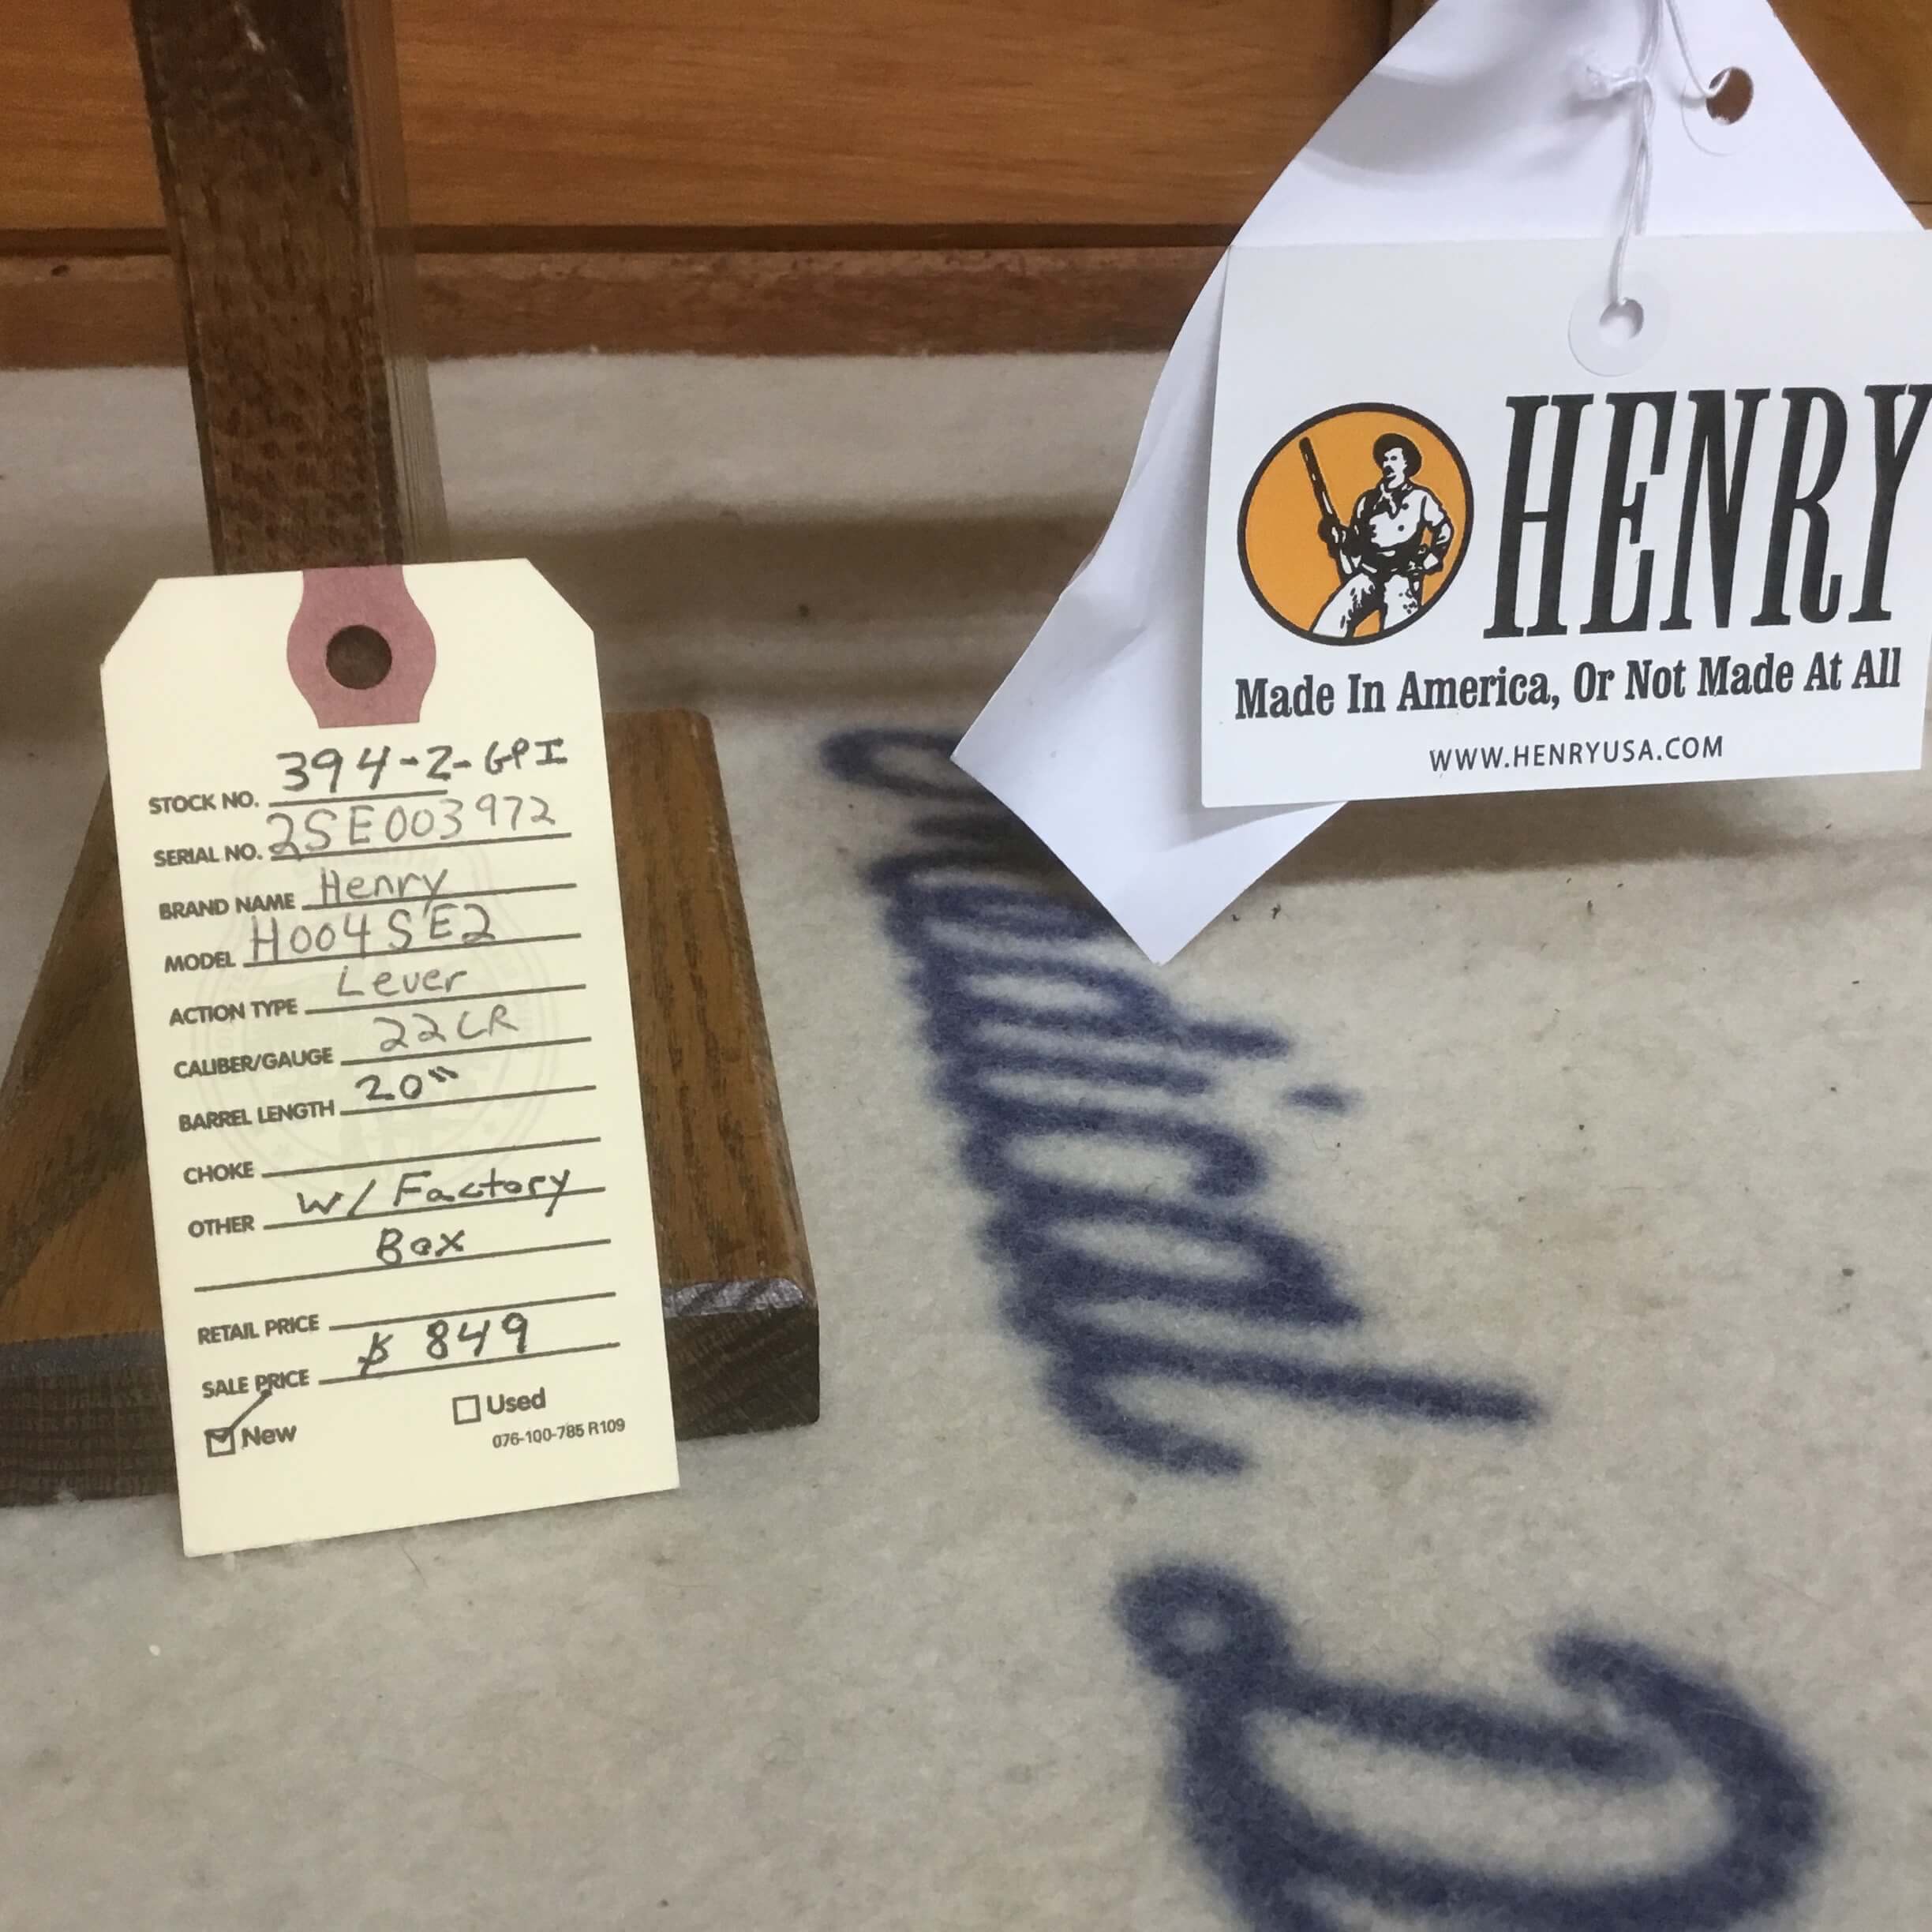 394-2-GPI
STOCK NO.
SERIAL NO. 2SE003972
BRAND NAME Henry
MODEL H004SE2
ACTION TYPE Lever
CALIBER/GAUGE 22LR
BARREL LENGTH 20"
CHOKE
OTHER W/ Factory
Box
RETAIL PRICE
SALE PRICE $ 849
New
Used
076-100-785 R109
HENRY
Made In America, Or Not Made At All
WWW.HENRYUSA.COM